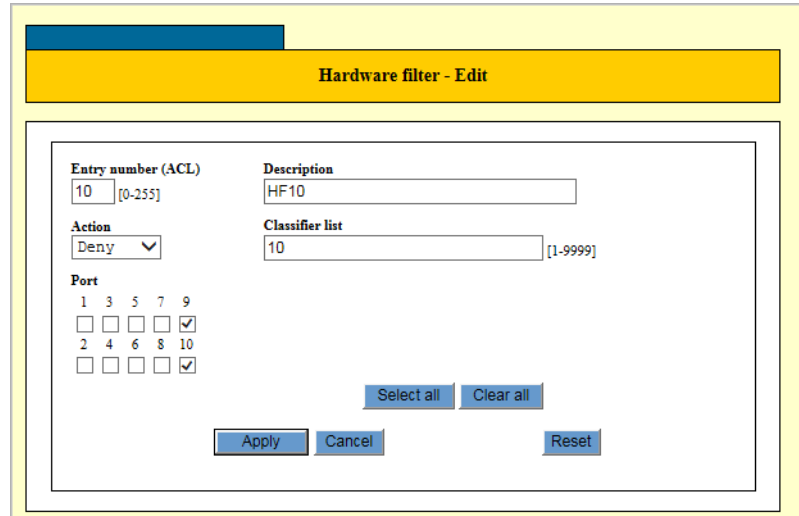 Hardware filter - Edit
Entry number (ACL) Description
10 [0-255] HF10
Action Classifier list
Deny 10 [1-9999]
Port
1 3 5 7 9
2 4 6 8 10
Select all Clear all
Apply Cancel Reset